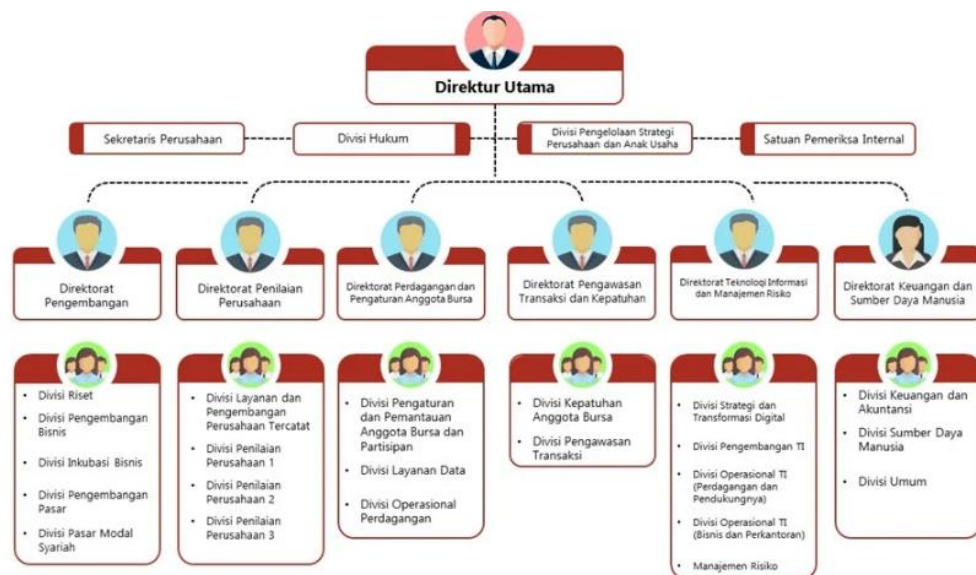 Direktur Utama
Sekretaris Perusahaan
Divisi Hukum
Divisi Pengelolaan Strategi
Perusahaan dan Anak Usaha
Satuan Pemeriksa Internal
Direktorat
Pengembangan
Direktorat Penilaian
Perusahaan
Direktorat Perdagangan dan
Pengaturan Anggota Bursa
Direktorat Pengawasan
Transaksi dan Kepatuhan
Direktorat Teknologi Informasi
dan Manajemen Risiko
Direktorat Keuangan dan
Sumber Daya Manusia
• Divisi Riset
• Divisi Pengembangan
Bisnis
• Divisi Inkubasi Bisnis
• Divisi Pengembangan
Pasar
• Divisi Pasar Modal
Syariah
• Divisi Layanan dan
Pengembangan
Perusahaan Tercatat
• Divisi Penilaian
Perusahaan 1
• Divisi Penilaian
Perusahaan 2
• Divisi Penilaian
Perusahaan 3
• Divisi Pengaturan
dan Pemantauan
Anggota Bursa dan
Partisipan
• Divisi Layanan Data
• Divisi Operasional
Perdagangan
• Divisi Kepatuhan
Anggota Bursa
• Divisi Pengawasan
Transaksi
• Divisi Strategi dan
Transformasi Digital
• Divisi Pengembangan TI
• Divisi Operasional TI
(Perdagangan dan
Pendukungnya)
• Divisi Operasional TI
(Bisnis dan Perkantoran)
• Manajemen Risiko
• Divisi Keuangan dan
Akuntansi
• Divisi Sumber Daya
Manusia
• Divisi Umum